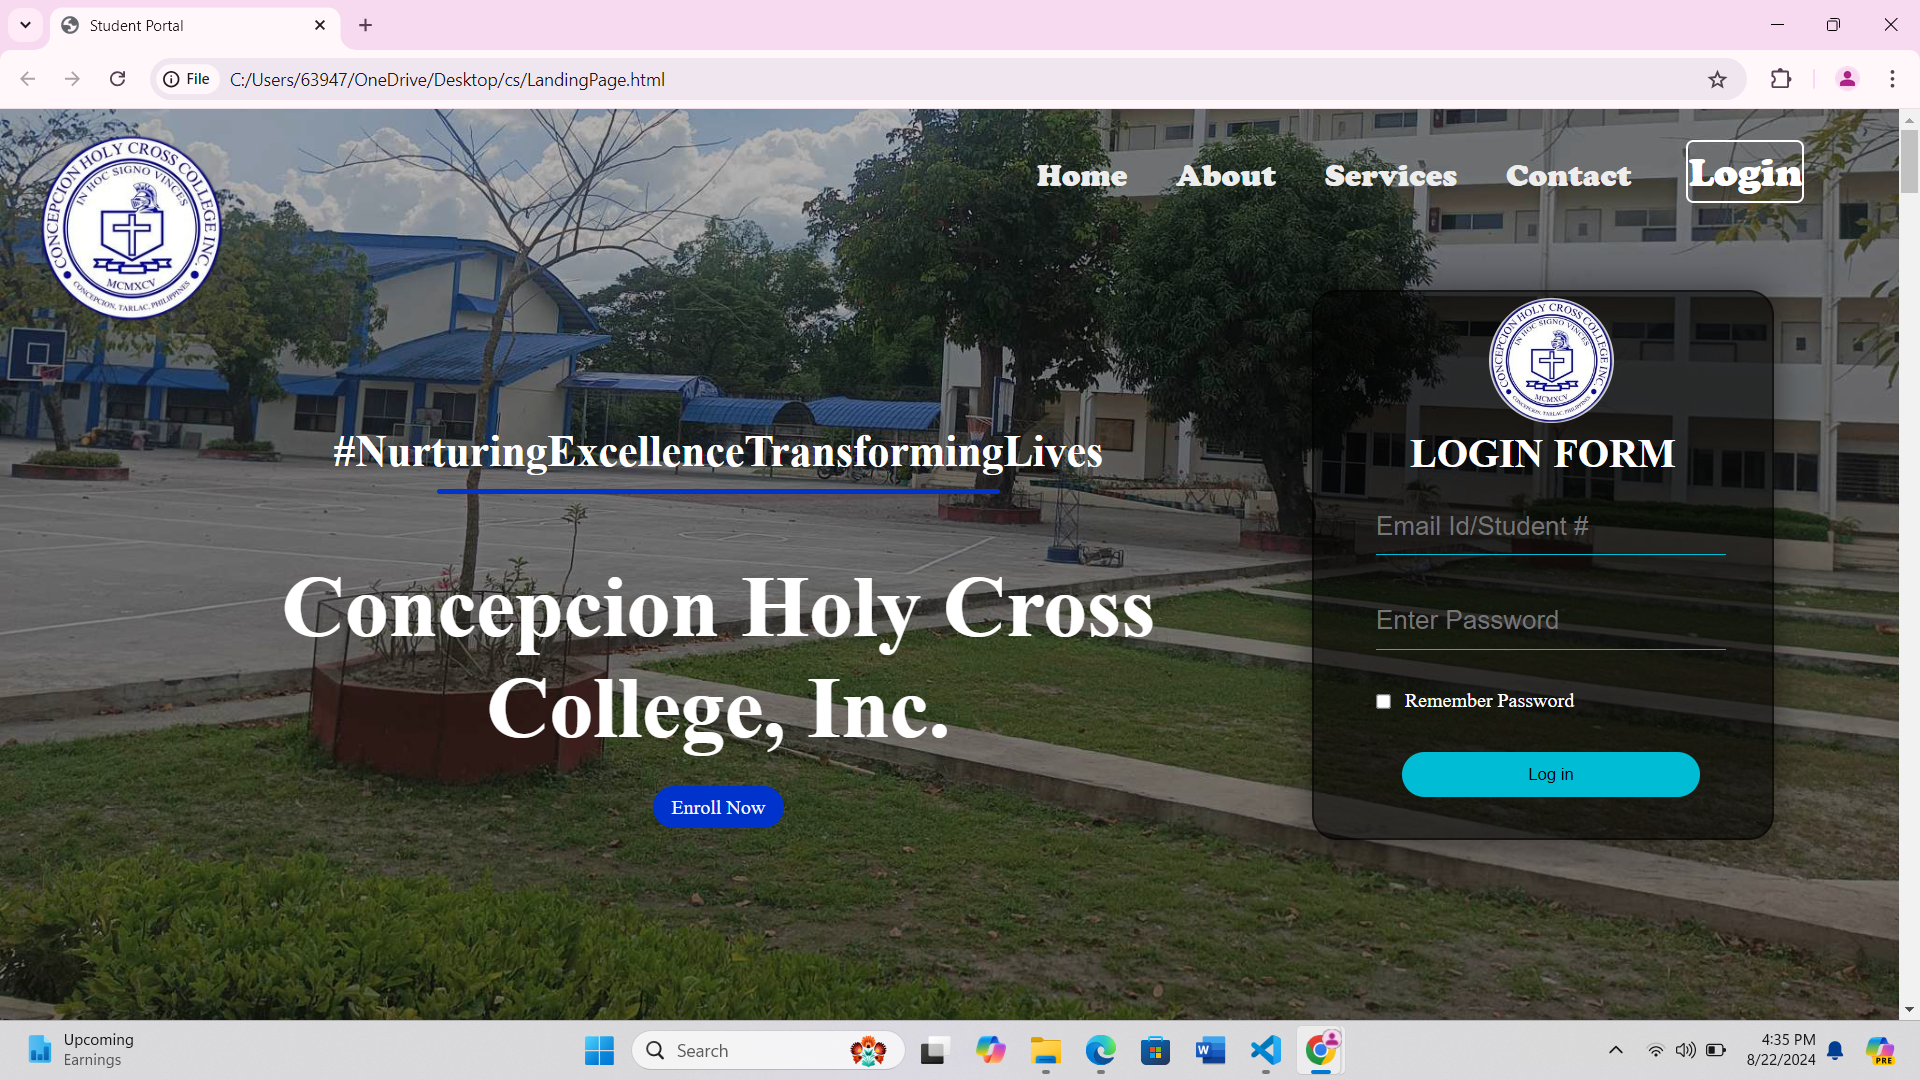 Student Portal
File
C:/Users/63947/OneDrive/Desktop/cs/LandingPage.html
CONCEPCION HOLY CROSS COLLEGE INC.
IN HOC SIGNO VINCES
MCMXCV
CONCEPCION, TARLAC, PHILIPPINES
Home About Services Contact Login
CONCEPCION HOLY CROSS COLLEGE INC.
IN HOC SIGNO VINCES
MCMXCV
CONCEPCION, TARLAC, PHILIPPINES
#NurturingExcellenceTransformingLives
LOGIN FORM
Email Id/Student #
Concepcion Holy Cross
College, Inc.
Enter Password
Remember Password
Log in
Enroll Now
Upcoming
Earnings
Search
W
4:35 PM
8/22/2024
PRE